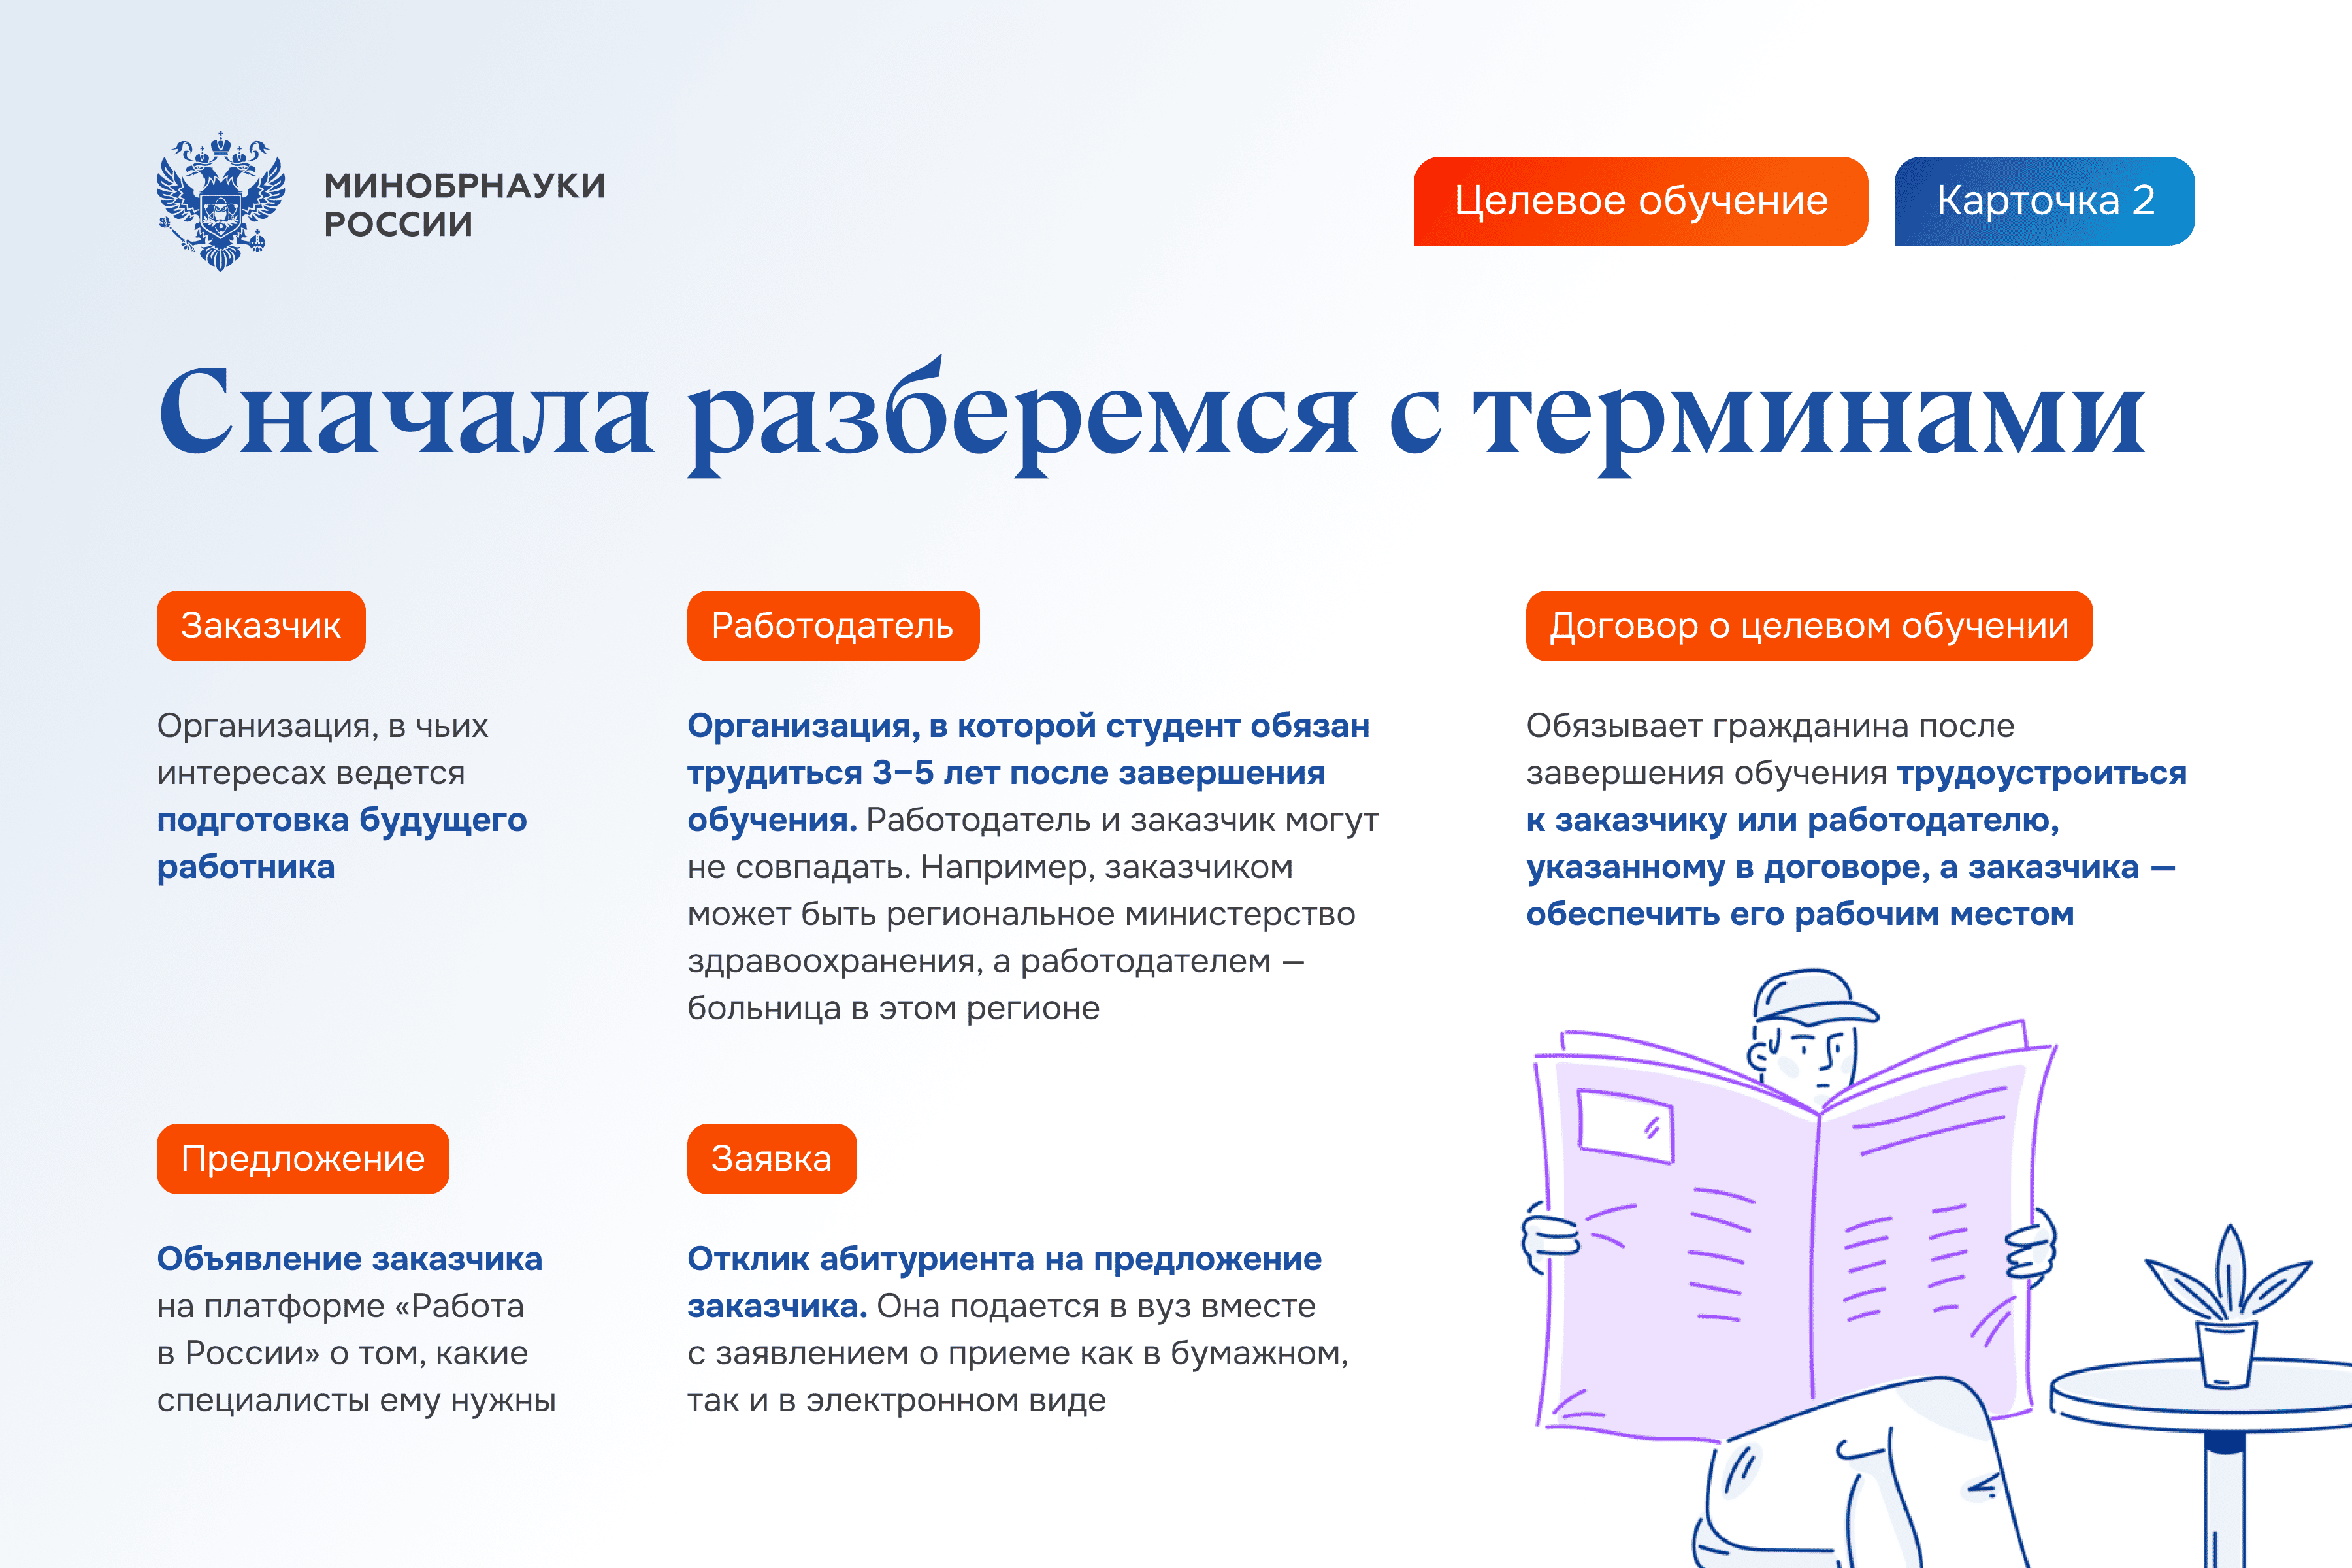 МИНОБРНАУКИ
РОССИИ
Целевое обучение
Карточка 2
Сначала разберемся с терминами
Заказчик
Организация, в чьих
интересах ведется
подготовка будущего
работника
Работодатель
Организация, в которой студент обязан
трудиться 3–5 лет после завершения
обучения. Работодатель и заказчик могут
не совпадать. Например, заказчиком
может быть региональное министерство
здравоохранения, а работодателем —
больница в этом регионе
Договор о целевом обучении
Обязывает гражданина после
завершения обучения трудоустроиться
к заказчику или работодателю,
указанному в договоре, а заказчика —
обеспечить его рабочим местом
Предложение
Объявление заказчика
на платформе «Работа
в России» о том, какие
специалисты ему нужны
Заявка
Отклик абитуриента на предложение
заказчика. Она подается в вуз вместе
с заявлением о приеме как в бумажном,
так и в электронном виде